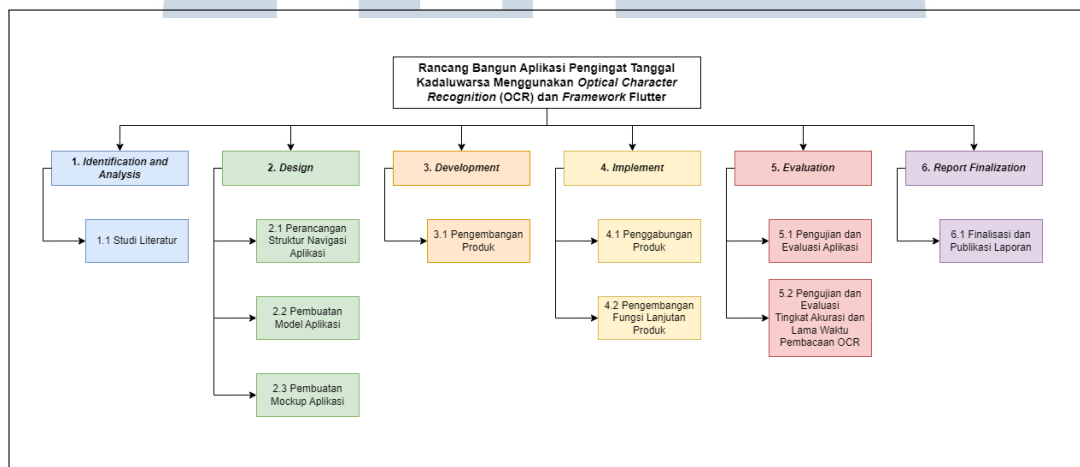 Rancang Bangun Aplikasi Pengingat Tanggal
Kadaluwarsa Menggunakan Optical Character
Recognition (OCR) dan Framework Flutter
1. Identification and
Analysis
1.1 Studi Literatur
2. Design
2.1 Perancangan
Struktur Navigasi
Aplikasi
2.2 Pembuatan
Model Aplikasi
2.3 Pembuatan
Mockup Aplikasi
3. Development
3.1 Pengembangan
Produk
4. Implement
4.1 Penggabungan
Produk
4.2 Pengembangan
Fungsi Lanjutan
Produk
5. Evaluation
5.1 Pengujian dan
Evaluasi Aplikasi
5.2 Pengujian dan
Evaluasi
Tingkat Akurasi dan
Lama Waktu
Pembacaan OCR
6. Report Finalization
6.1 Finalisasi dan
Publikasi Laporan